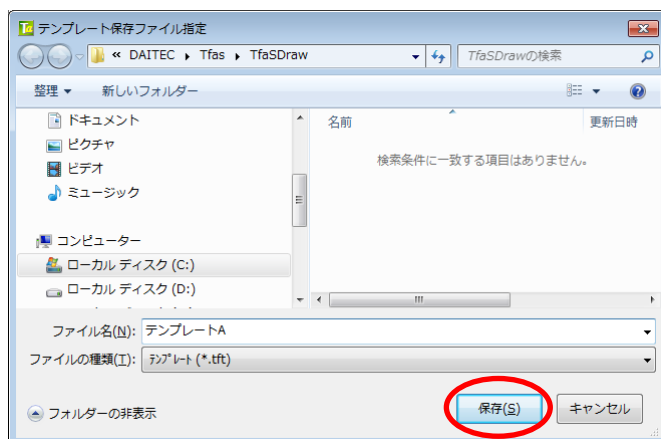 テンプレート保存ファイル指定
« DAITEC ▸ Tfas ▸ TfaSDraw
TfaSDrawの検索
整理 ▼ 新しいフォルダー
ドキュメント
ピクチャ
ビデオ
ミュージック
コンピューター
ローカル ディスク (C:)
ローカル ディスク (D:)
名前 更新日時
検索条件に一致する項目はありません。
ファイル名(N): テンプレートA
ファイルの種類(T): ﾃﾝﾌﾟﾚｰﾄ (*.tft)
フォルダーの非表示
保存(S) キャンセル